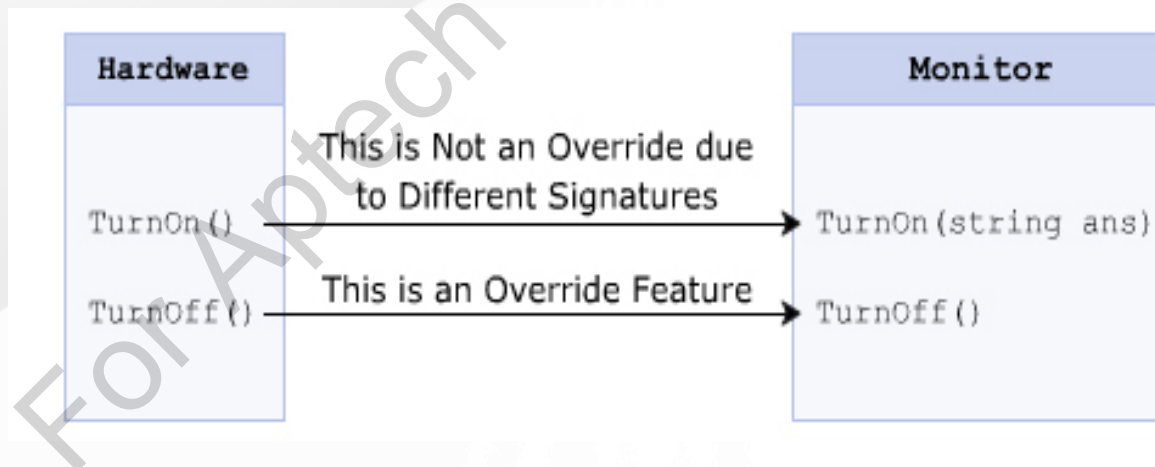 Hardware
Monitor
This is Not an Override due
to Different Signatures
TurnOn()
TurnOn(string ans)
This is an Override Feature
TurnOff()
TurnOff()
For Aptech